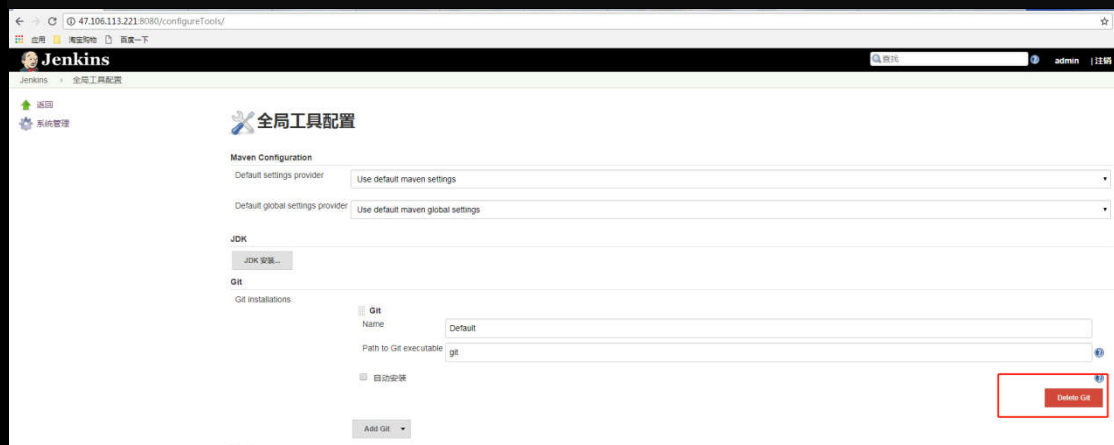 47.106.113.221:8080/configureTools/
应用 淘宝购物 百度一下
Jenkins 查找 admin | 注销
Jenkins 全局工具配置
返回
系统管理
全局工具配置
Maven Configuration
Default settings provider Use default maven settings
Default global settings provider Use default maven global settings
JDK
JDK 安装...
Git
Git installations
Git
Name Default
Path to Git executable git
自动安装
Delete Git
Add Git